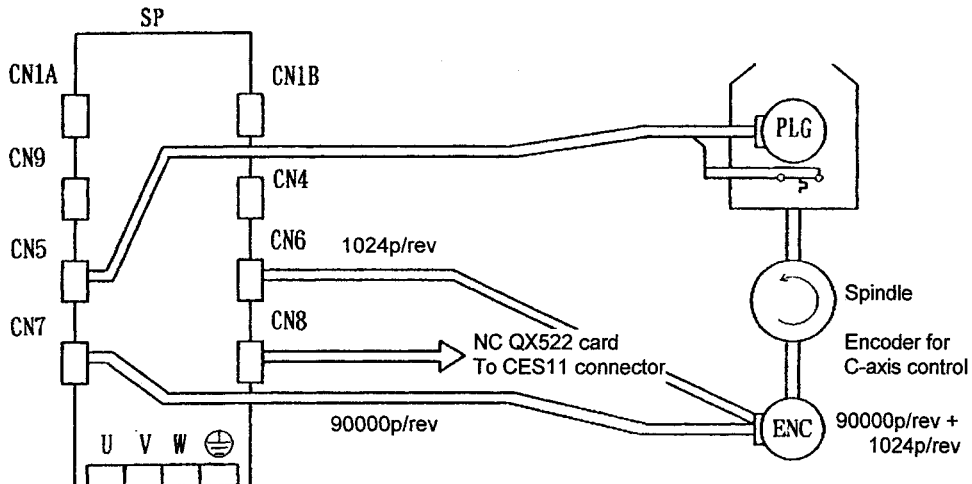 SP
CN1A
CN1B
CN9
PLG
CN4
CN5
CN6
1024p/rev
CN7
CN8
Spindle
NC QX522 card
To CES11 connector
Encoder for
C-axis control
90000p/rev
ENC
90000p/rev +
1024p/rev
U V W